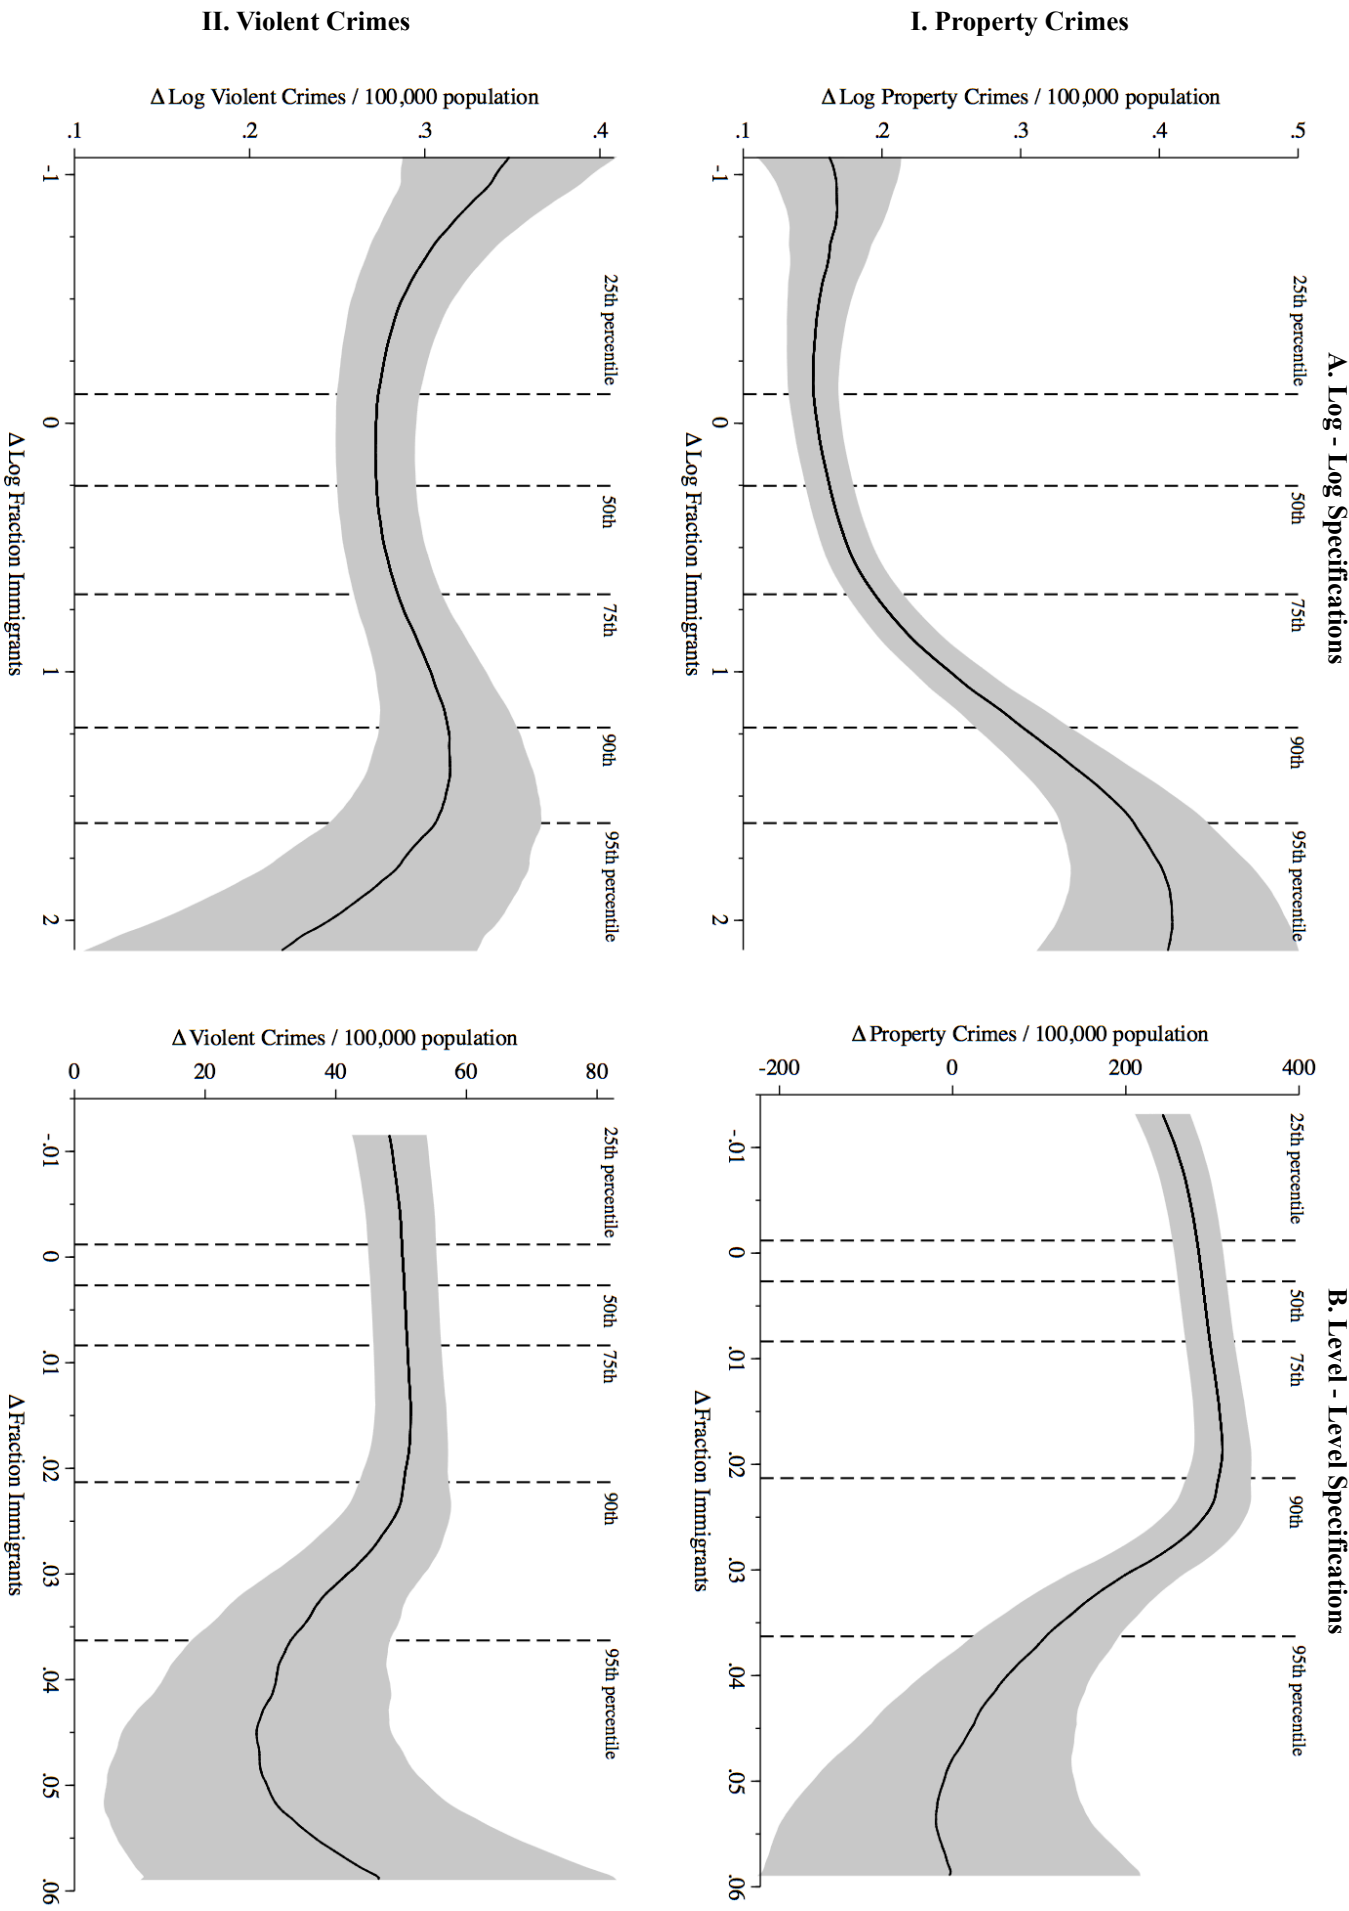 II. Violent Crimes
I. Property Crimes
A. Log - Log Specifications
B. Level - Level Specifications
Δ Log Property Crimes / 100,000 population
.1 .2 .3 .4 .5
25th percentile
50th
75th
90th
95th percentile
-1 0 1 2
Δ Log Fraction Immigrants
Δ Log Violent Crimes / 100,000 population
.1 .2 .3 .4
25th percentile
50th
75th
90th
95th percentile
-1 0 1 2
Δ Log Fraction Immigrants
Δ Property Crimes / 100,000 population
-200 0 200 400
25th percentile
50th
75th
90th
95th percentile
-.01 0 .01 .02 .03 .04 .05 .06
Δ Fraction Immigrants
Δ Violent Crimes / 100,000 population
0 20 40 60 80
25th percentile
50th
75th
90th
95th percentile
-.01 0 .01 .02 .03 .04 .05 .06
Δ Fraction Immigrants